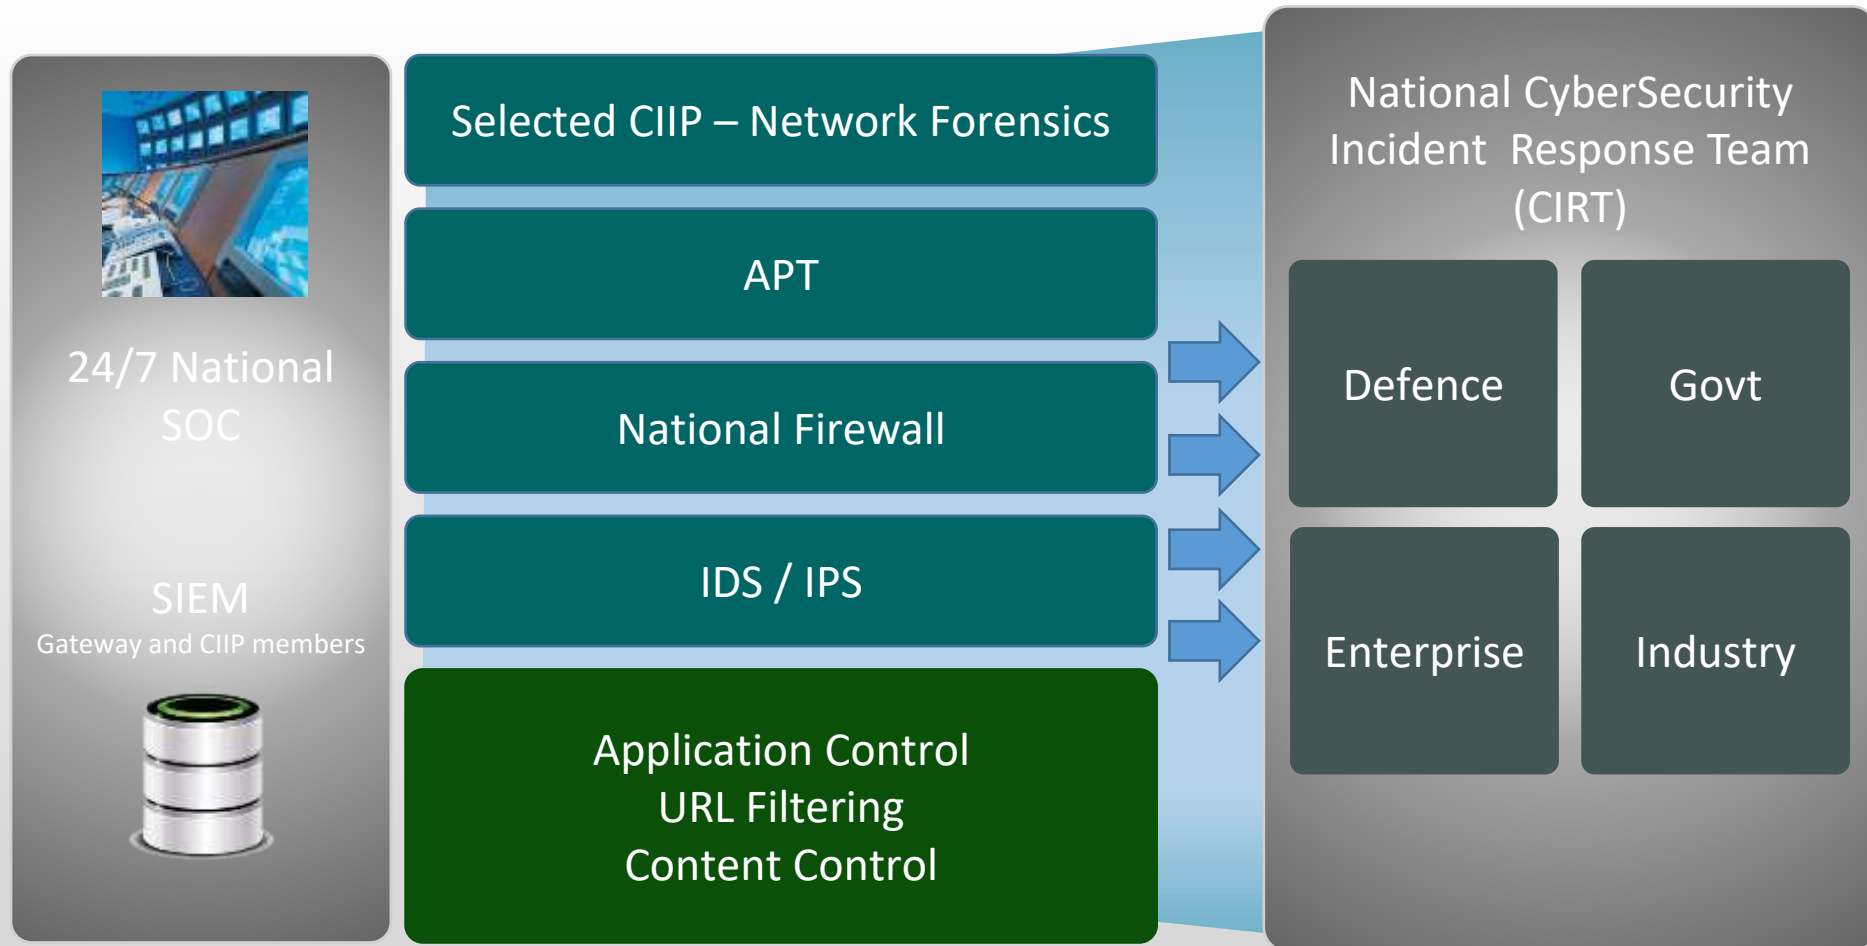 24/7 National
SOC
SIEM
Gateway and CIIP members
Selected CIIP – Network Forensics
APT
National Firewall
IDS / IPS
Application Control
URL Filtering
Content Control
National CyberSecurity
Incident  Response Team
(CIRT)
Defence
Govt
Enterprise
Industry